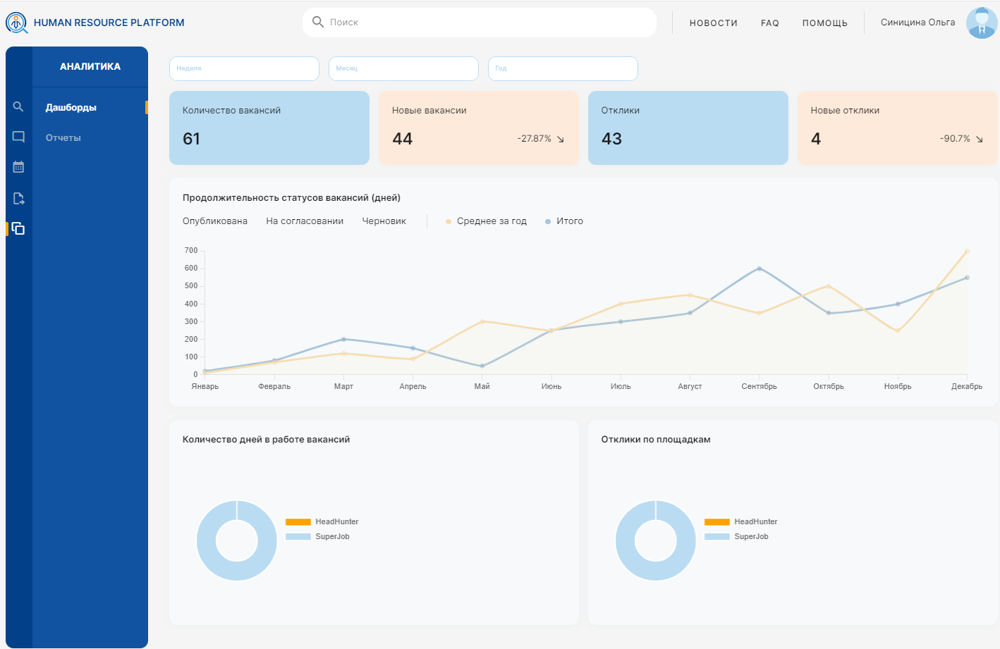 HUMAN RESOURCE PLATFORM
Поиск
НОВОСТИ FAQ ПОМОЩЬ
Синицина Ольга
АНАЛИТИКА
Дашборды
Отчеты
Неделя Месяц Год
Количество вакансий
61
Новые вакансии
44 -27.87%
Отклики
43
Новые отклики
4 -90.7%
Продолжительность статусов вакансий (дней)
Опубликована На согласовании Черновик Среднее за год Итого
700
600
500
400
300
200
100
0
Январь Февраль Март Апрель Май Июнь Июль Август Сентябрь Октябрь Ноябрь Декабрь
Количество дней в работе вакансий
HeadHunter
SuperJob
Отклики по площадкам
HeadHunter
SuperJob